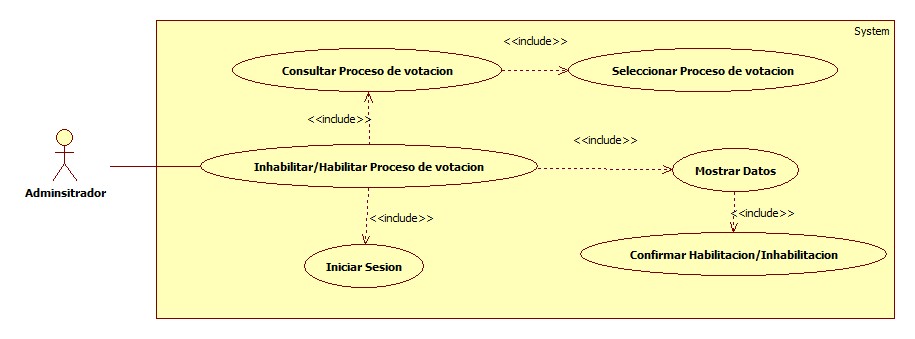 System
<<include>>
Consultar Proceso de votacion
Seleccionar Proceso de votacion
<<include>>
<<include>>
Inhabilitar/Habilitar Proceso de votacion
Mostrar Datos
Adminsitrador
<<include>>
<<include>>
Confirmar Habilitacion/Inhabilitacion
Iniciar Sesion